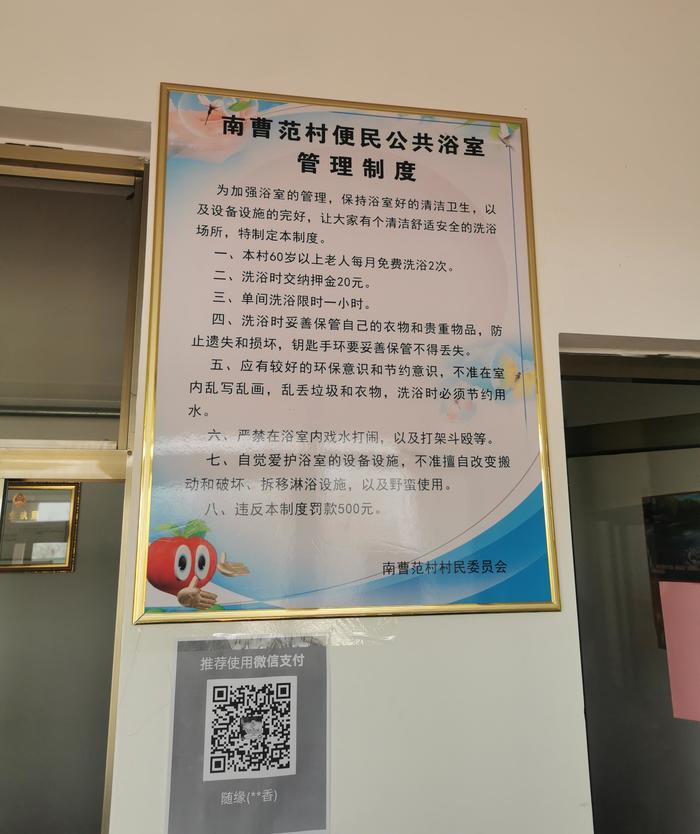 南曹范村便民公共浴室
管理制度
为加强浴室的管理，保持浴室好的清洁卫生，以
及设备设施的完好，让大家有个清洁舒适安全的洗浴
场所，特制定本制度。
一、本村60岁以上老人每月免费洗浴2次。
二、洗浴时交纳押金20元。
三、单间洗浴限时一小时。
四、洗浴时妥善保管自己的衣物和贵重物品，防
止遗失和损坏，钥匙手环要妥善保管不得丢失。
五、应有较好的环保意识和节约意识，不准在室
内乱写乱画，乱丢垃圾和衣物，洗浴时必须节约用
水。
六、严禁在浴室内戏水打闹，以及打架斗殴等。
七、自觉爱护浴室的设备设施，不准擅自改变搬
动和破坏、拆移淋浴设施，以及野蛮使用。
八、违反本制度罚款500元。
南曹范村村民委员会
推荐使用微信支付
随缘(**香)